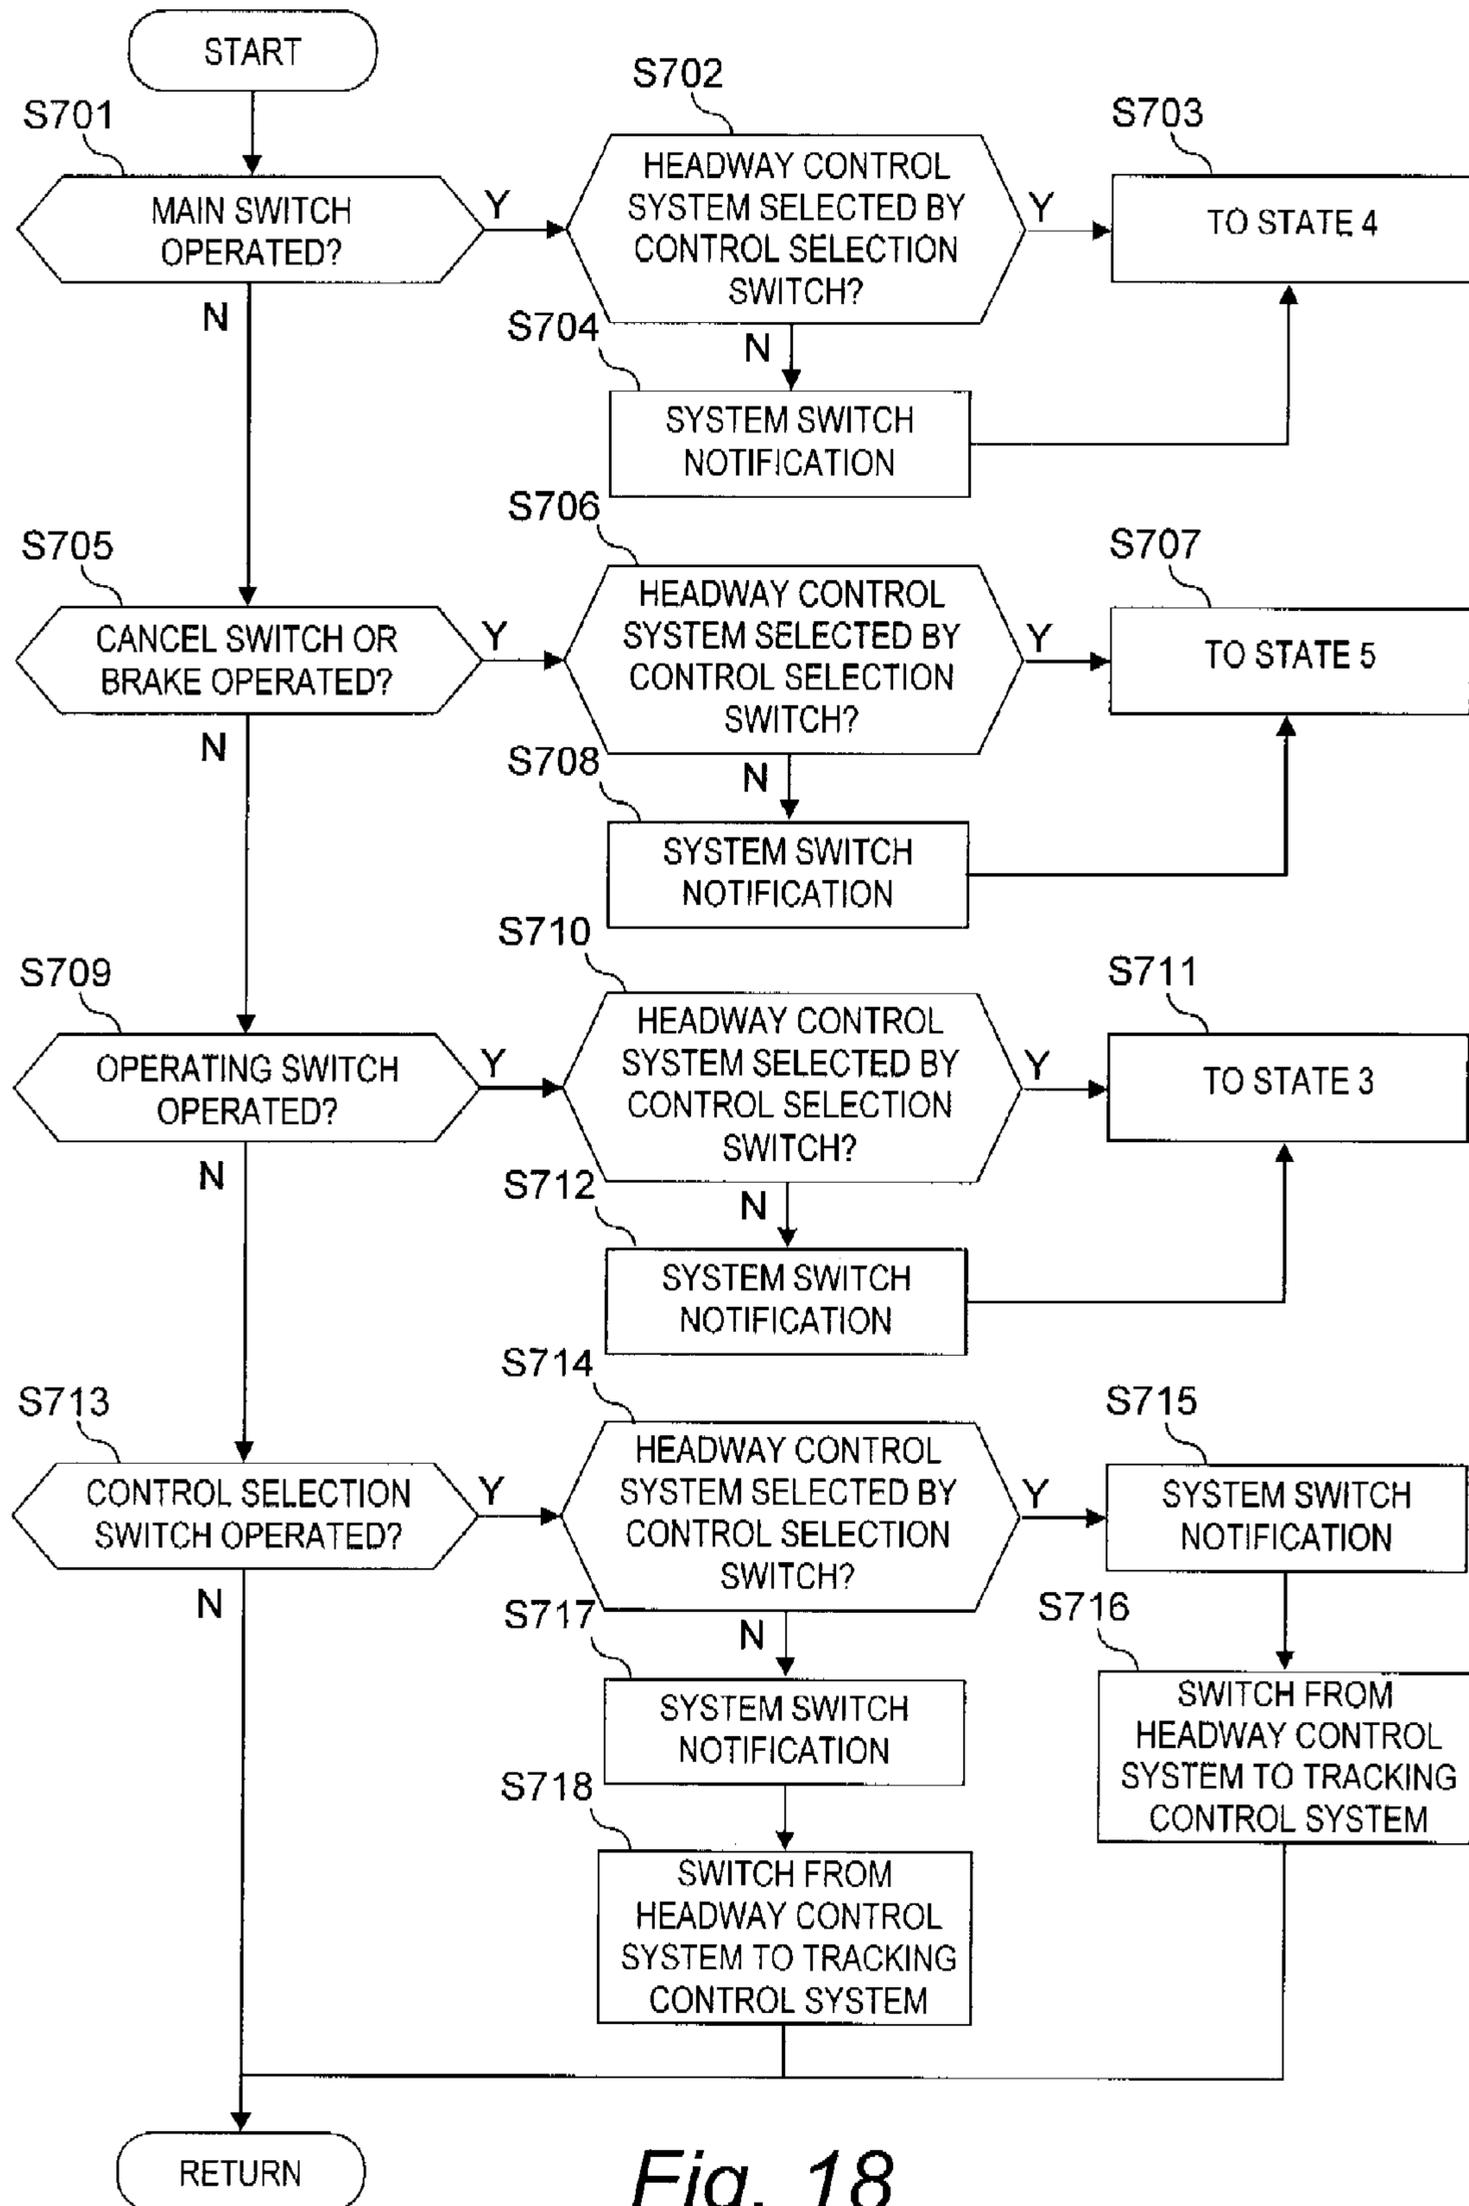 START
S701
MAIN SWITCH
OPERATED?
Y
N
S702
HEADWAY CONTROL
SYSTEM SELECTED BY
CONTROL SELECTION
SWITCH?
Y
N
S703
TO STATE 4
S704
SYSTEM SWITCH
NOTIFICATION
S705
CANCEL SWITCH OR
BRAKE OPERATED?
Y
N
S706
HEADWAY CONTROL
SYSTEM SELECTED BY
CONTROL SELECTION
SWITCH?
Y
N
S707
TO STATE 5
S708
SYSTEM SWITCH
NOTIFICATION
S709
OPERATING SWITCH
OPERATED?
Y
N
S710
HEADWAY CONTROL
SYSTEM SELECTED BY
CONTROL SELECTION
SWITCH?
Y
N
S711
TO STATE 3
S712
SYSTEM SWITCH
NOTIFICATION
S713
CONTROL SELECTION
SWITCH OPERATED?
Y
N
S714
HEADWAY CONTROL
SYSTEM SELECTED BY
CONTROL SELECTION
SWITCH?
Y
N
S715
SYSTEM SWITCH
NOTIFICATION
S716
SWITCH FROM
HEADWAY CONTROL
SYSTEM TO TRACKING
CONTROL SYSTEM
S717
SYSTEM SWITCH
NOTIFICATION
S718
SWITCH FROM
HEADWAY CONTROL
SYSTEM TO TRACKING
CONTROL SYSTEM
RETURN
Fig. 18